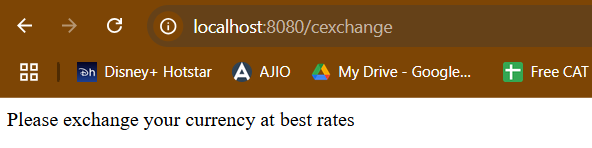 localhost:8080/cexchange
Disney+ Hotstar AJIO My Drive - Google... Free CAT
Please exchange your currency at best rates